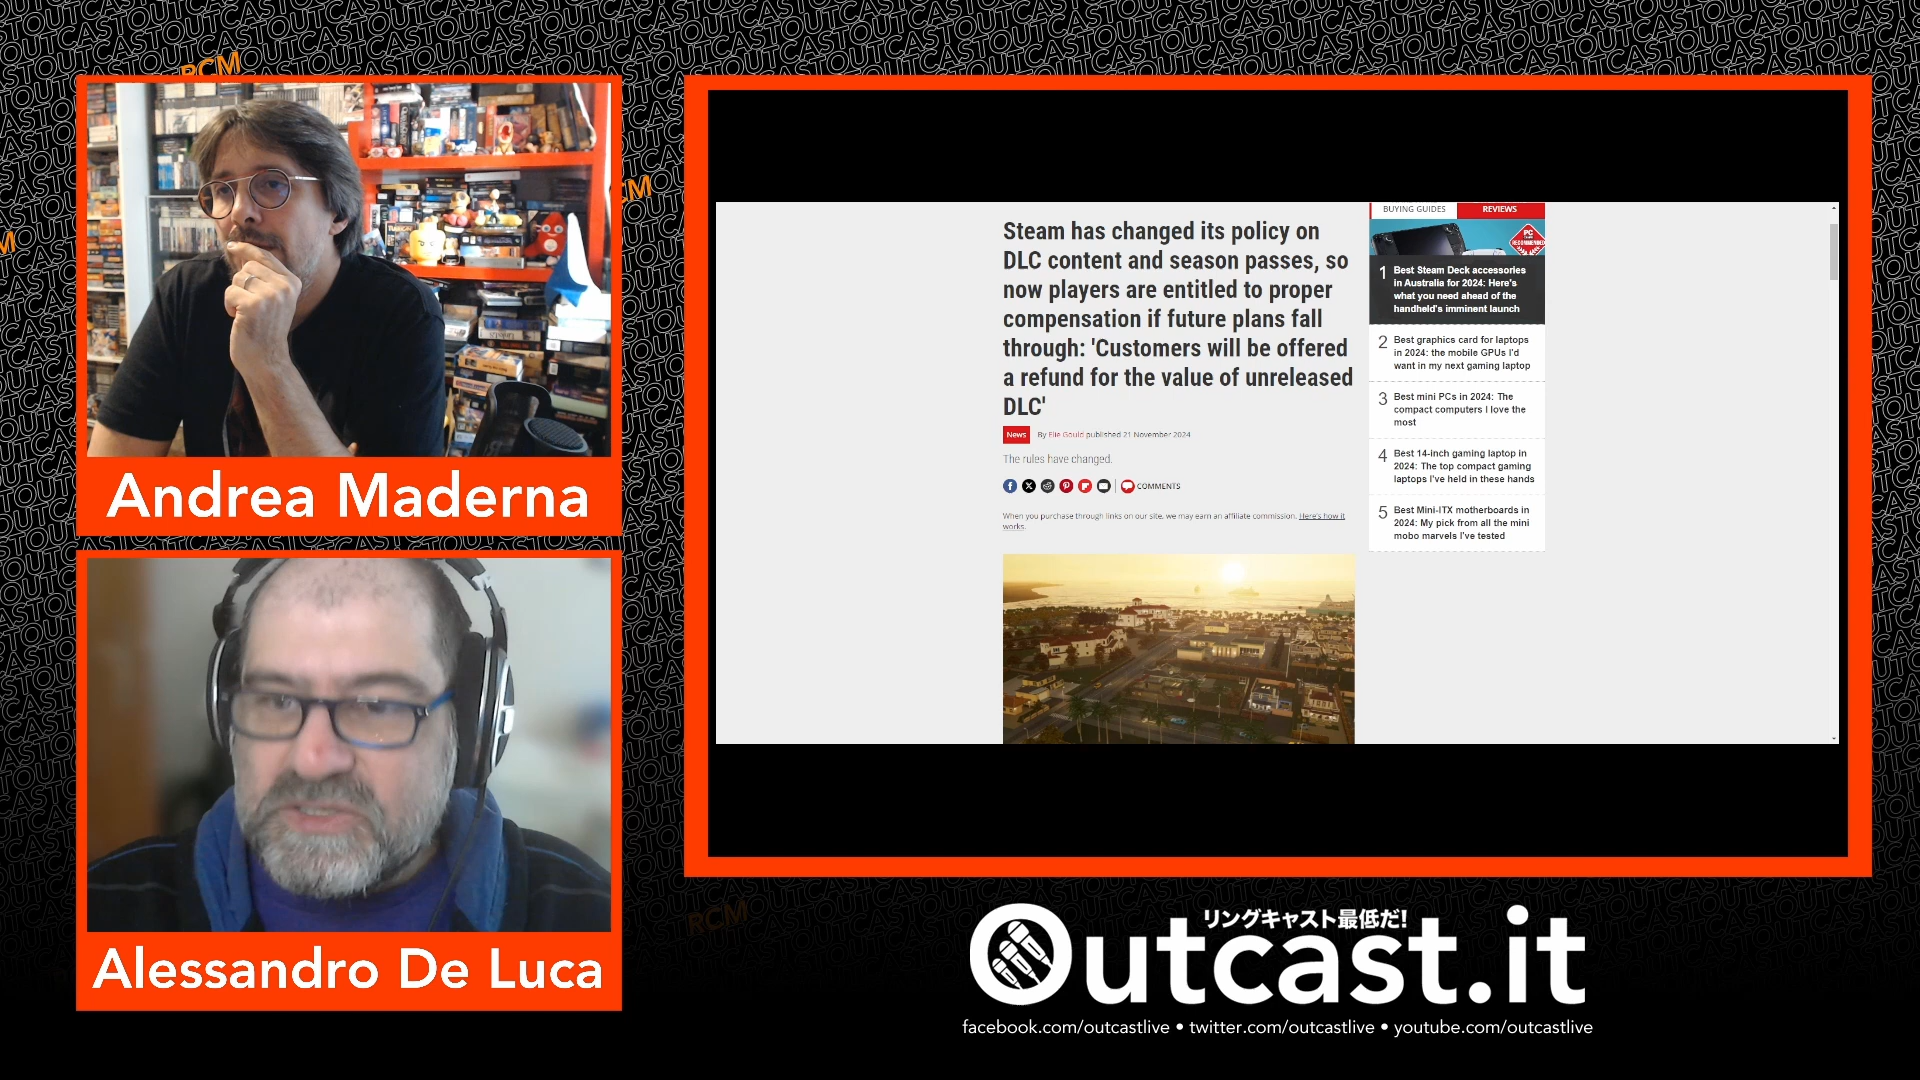 RCM
Andrea Maderna
Alessandro De Luca
Steam has changed its policy on
DLC content and season passes, so
now players are entitled to proper
compensation if future plans fall
through: 'Customers will be offered
a refund for the value of unreleased
DLC'
News
By Elie Gould published 21 November 2024
The rules have changed.
COMMENTS
When you purchase through links on our site, we may earn an affiliate commission. Here's how it
works.
BUYING GUIDES
REVIEWS
PC
RECOMMENDED
1 Best Steam Deck accessories
in Australia for 2024: Here's
what you need ahead of the
handheld's imminent launch
2 Best graphics card for laptops
in 2024: the mobile GPUs I'd
want in my next gaming laptop
3 Best mini PCs in 2024: The
compact computers I love the
most
4 Best 14-inch gaming laptop in
2024: The top compact gaming
laptops I've held in these hands
5 Best Mini-ITX motherboards in
2024: My pick from all the mini
mobo marvels I've tested
RCM
リングキャスト最低だ!
Outcast.it
facebook.com/outcastlive • twitter.com/outcastlive • youtube.com/outcastlive